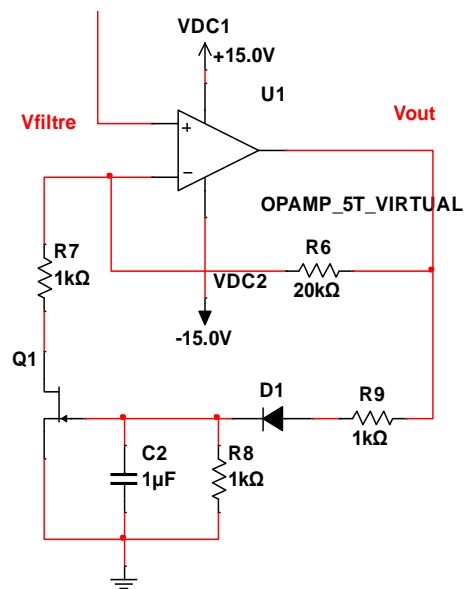 VDC1
+15.0V
U1
Vfiltre
Vout
+
−
OPAMP_5T_VIRTUAL
R7
1kΩ
R6
20kΩ
VDC2
-15.0V
Q1
D1
R9
1kΩ
C2
1µF
R8
1kΩ